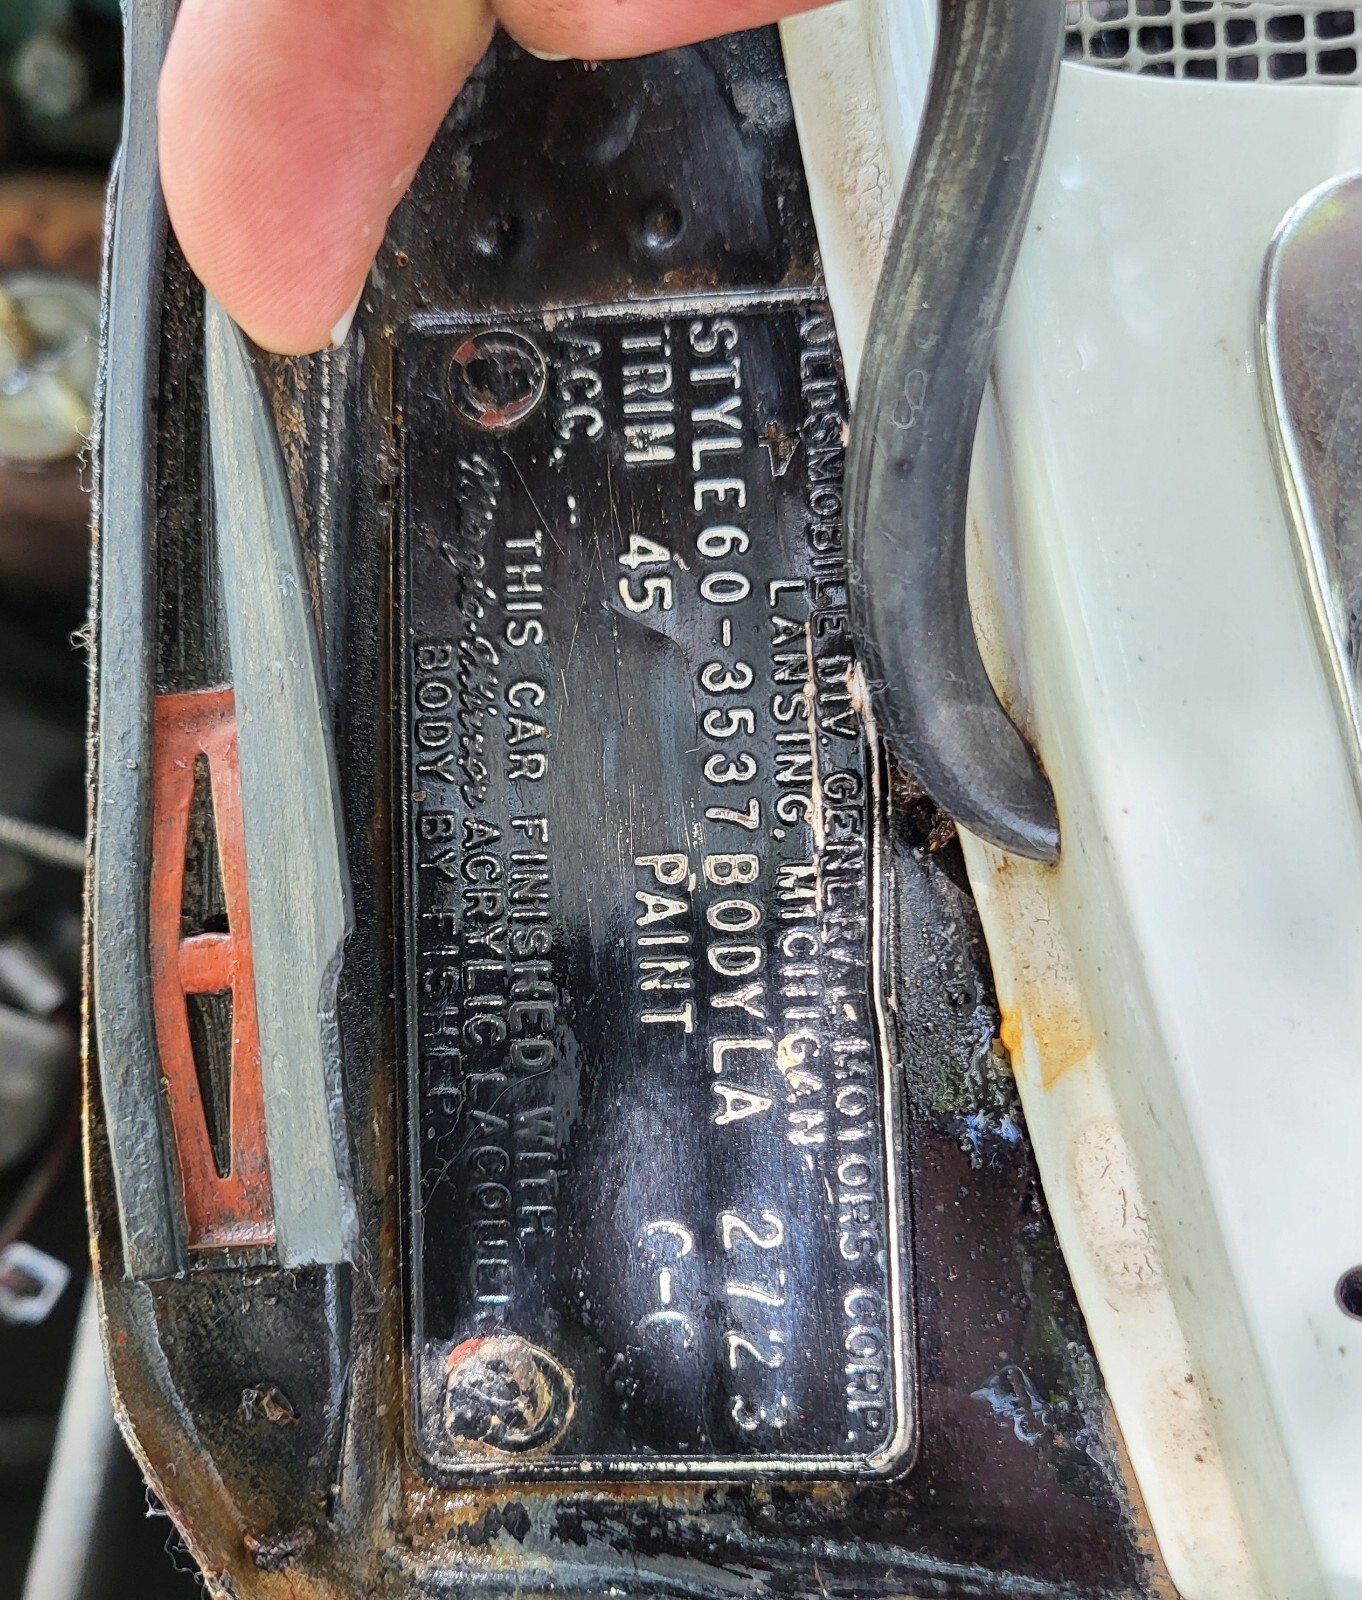 OLDSMOBILE DIV. GENERAL MOTORS CORP.
LANSING, MICHIGAN
STYLE 60-3537 BODY LA 2723
TRIM 45 PAINT C-C
ACC. --
THIS CAR FINISHED WITH
Magic-Mirror ACRYLIC LACQUER
BODY BY FISHER